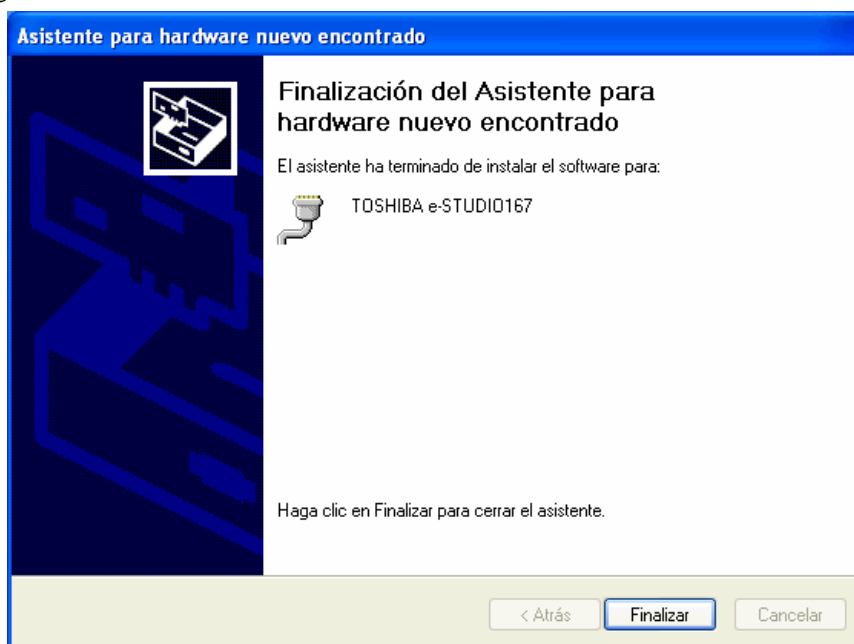 Asistente para hardware nuevo encontrado
Finalización del Asistente para
hardware nuevo encontrado
El asistente ha terminado de instalar el software para:
TOSHIBA e-STUDIO167
Haga clic en Finalizar para cerrar el asistente.
< Atrás
Finalizar
Cancelar